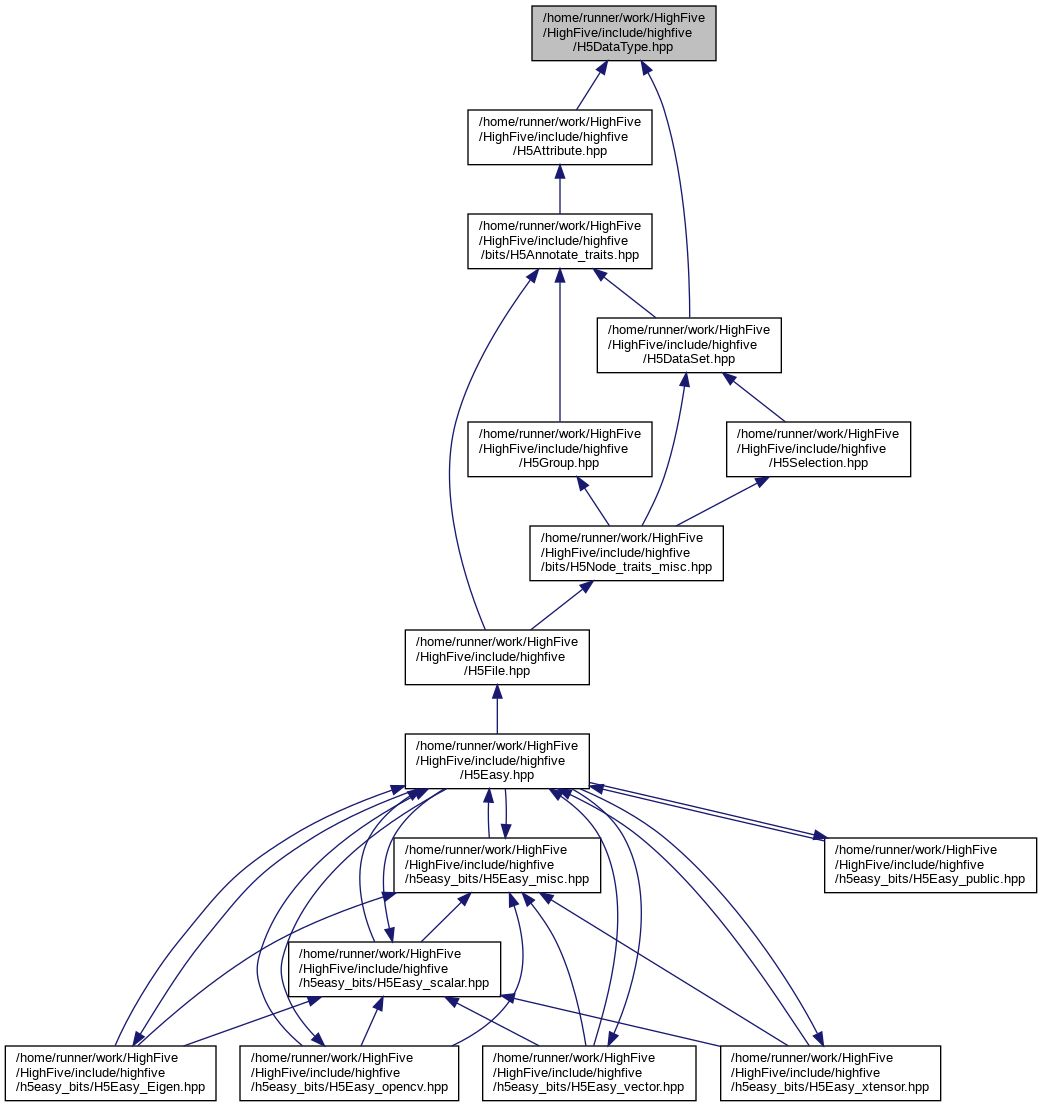 /home/runner/work/HighFive
/HighFive/include/highfive
/H5DataType.hpp
/home/runner/work/HighFive
/HighFive/include/highfive
/H5Attribute.hpp
/home/runner/work/HighFive
/HighFive/include/highfive
/bits/H5Annotate_traits.hpp
/home/runner/work/HighFive
/HighFive/include/highfive
/H5DataSet.hpp
/home/runner/work/HighFive
/HighFive/include/highfive
/H5Group.hpp
/home/runner/work/HighFive
/HighFive/include/highfive
/H5Selection.hpp
/home/runner/work/HighFive
/HighFive/include/highfive
/bits/H5Node_traits_misc.hpp
/home/runner/work/HighFive
/HighFive/include/highfive
/H5File.hpp
/home/runner/work/HighFive
/HighFive/include/highfive
/H5Easy.hpp
/home/runner/work/HighFive
/HighFive/include/highfive
/h5easy_bits/H5Easy_misc.hpp
/home/runner/work/HighFive
/HighFive/include/highfive
/h5easy_bits/H5Easy_public.hpp
/home/runner/work/HighFive
/HighFive/include/highfive
/h5easy_bits/H5Easy_scalar.hpp
/home/runner/work/HighFive
/HighFive/include/highfive
/h5easy_bits/H5Easy_Eigen.hpp
/home/runner/work/HighFive
/HighFive/include/highfive
/h5easy_bits/H5Easy_opencv.hpp
/home/runner/work/HighFive
/HighFive/include/highfive
/h5easy_bits/H5Easy_vector.hpp
/home/runner/work/HighFive
/HighFive/include/highfive
/h5easy_bits/H5Easy_xtensor.hpp